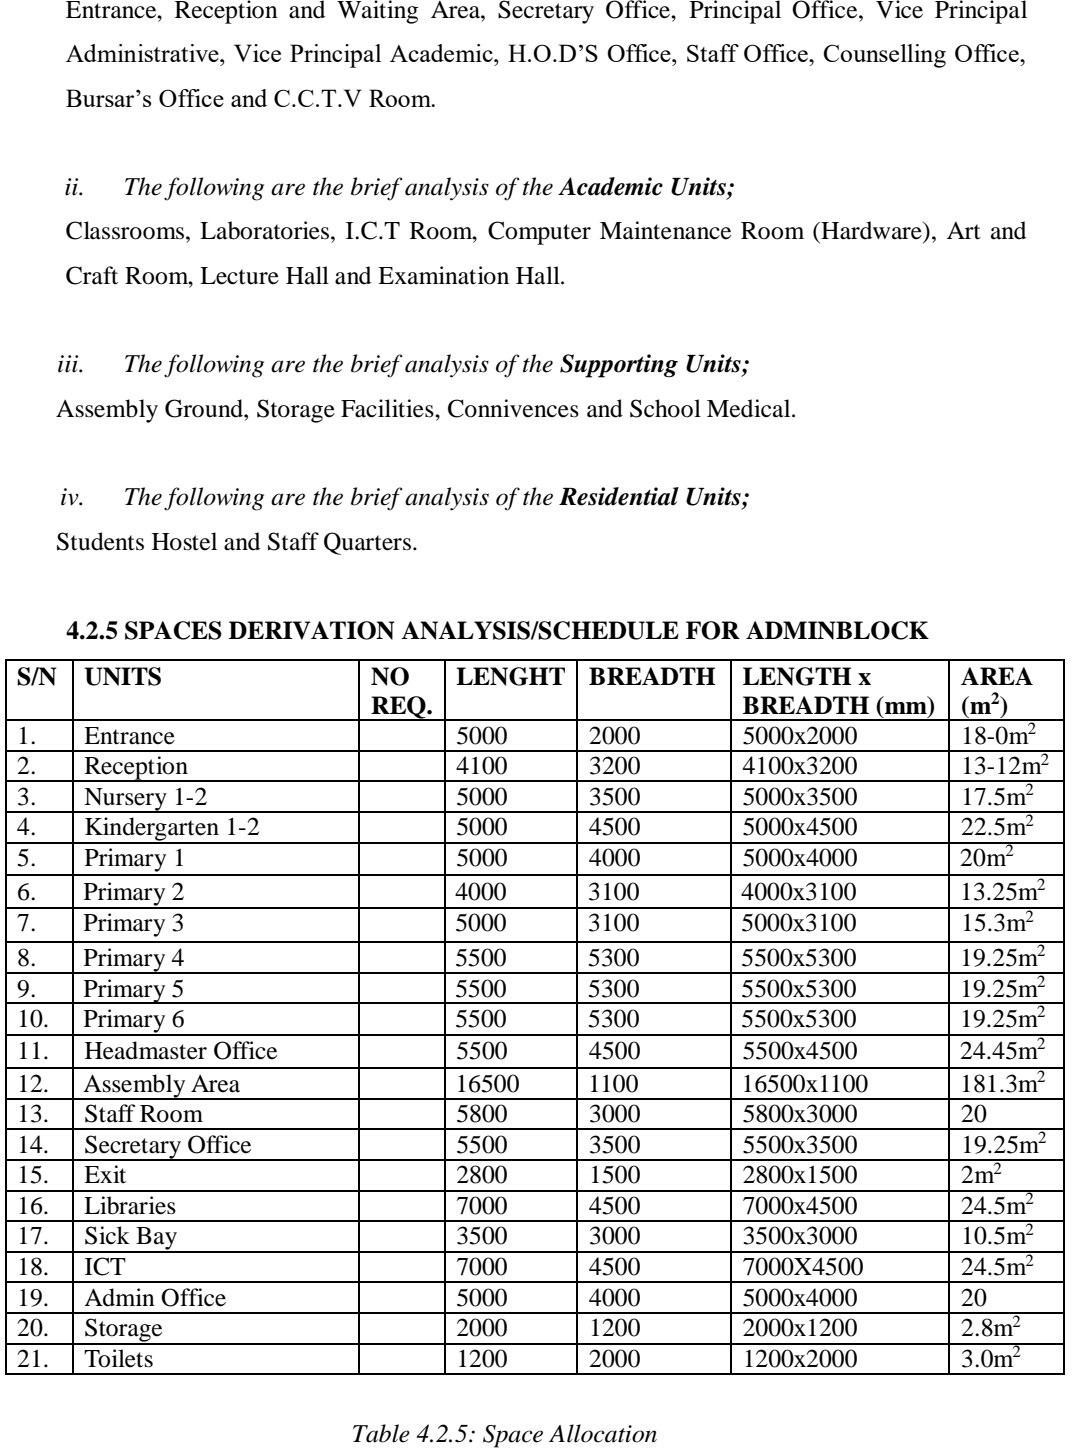 Entrance, Reception and Waiting Area, Secretary Office, Principal Office, Vice Principal
Administrative, Vice Principal Academic, H.O.D’S Office, Staff Office, Counselling Office,
Bursar’s Office and C.C.T.V Room.
ii. The following are the brief analysis of the Academic Units;
Classrooms, Laboratories, I.C.T Room, Computer Maintenance Room (Hardware), Art and
Craft Room, Lecture Hall and Examination Hall.
iii. The following are the brief analysis of the Supporting Units;
Assembly Ground, Storage Facilities, Connivences and School Medical.
iv. The following are the brief analysis of the Residential Units;
Students Hostel and Staff Quarters.
4.2.5 SPACES DERIVATION ANALYSIS/SCHEDULE FOR ADMINBLOCK
S/N UNITS NO LENGHT BREADTH LENGTH x AREA
REQ. BREADTH (mm) (m²)
1. Entrance 5000 2000 5000x2000 18-0m²
2. Reception 4100 3200 4100x3200 13-12m²
3. Nursery 1-2 5000 3500 5000x3500 17.5m²
4. Kindergarten 1-2 5000 4500 5000x4500 22.5m²
5. Primary 1 5000 4000 5000x4000 20m²
6. Primary 2 4000 3100 4000x3100 13.25m²
7. Primary 3 5000 3100 5000x3100 15.3m²
8. Primary 4 5500 5300 5500x5300 19.25m²
9. Primary 5 5500 5300 5500x5300 19.25m²
10. Primary 6 5500 5300 5500x5300 19.25m²
11. Headmaster Office 5500 4500 5500x4500 24.45m²
12. Assembly Area 16500 1100 16500x1100 181.3m²
13. Staff Room 5800 3000 5800x3000 20
14. Secretary Office 5500 3500 5500x3500 19.25m²
15. Exit 2800 1500 2800x1500 2m²
16. Libraries 7000 4500 7000x4500 24.5m²
17. Sick Bay 3500 3000 3500x3000 10.5m²
18. ICT 7000 4500 7000X4500 24.5m²
19. Admin Office 5000 4000 5000x4000 20
20. Storage 2000 1200 2000x1200 2.8m²
21. Toilets 1200 2000 1200x2000 3.0m²
Table 4.2.5: Space Allocation